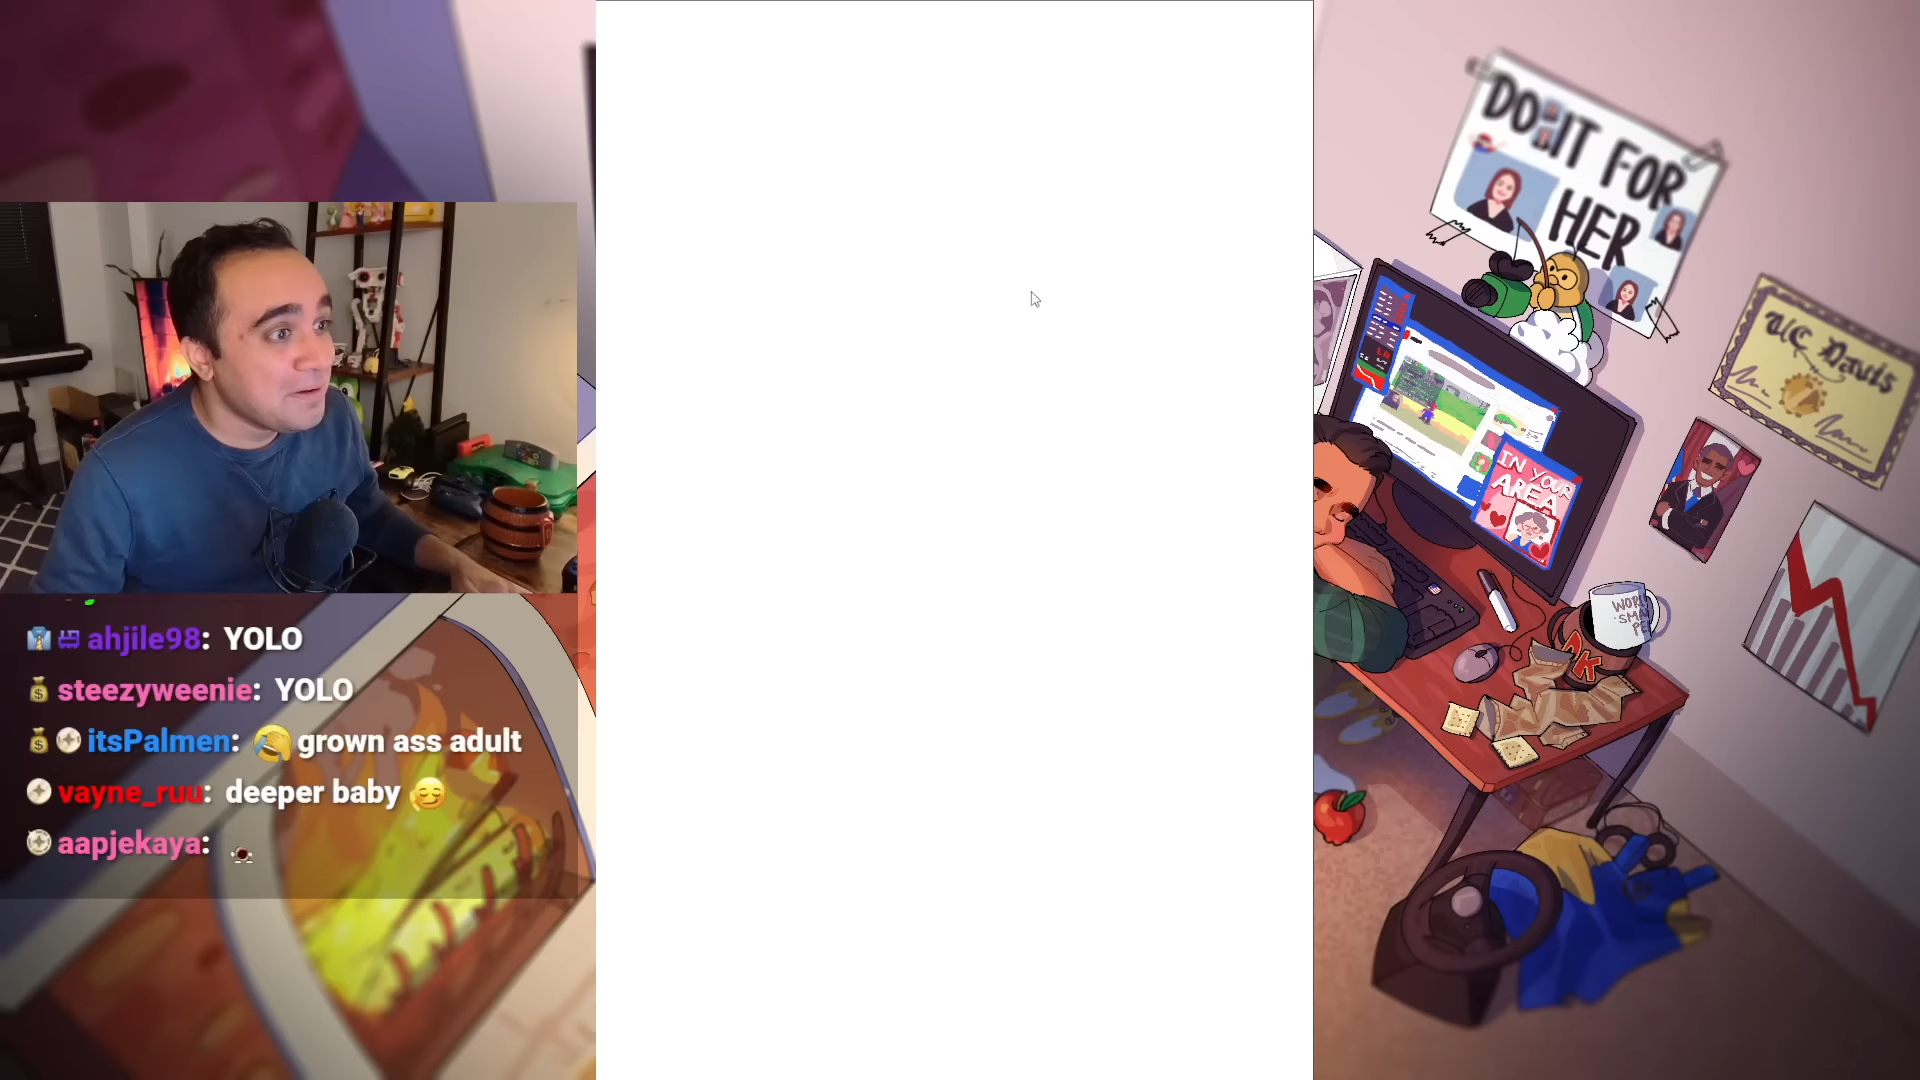 ahjile98: YOLO
steezyweenie: YOLO
itsPalmen: grown ass adult
vayne_ruu: deeper baby
aapjekaya:
DO IT FOR
HER
UC Davis
IN YOUR
AREA
DK